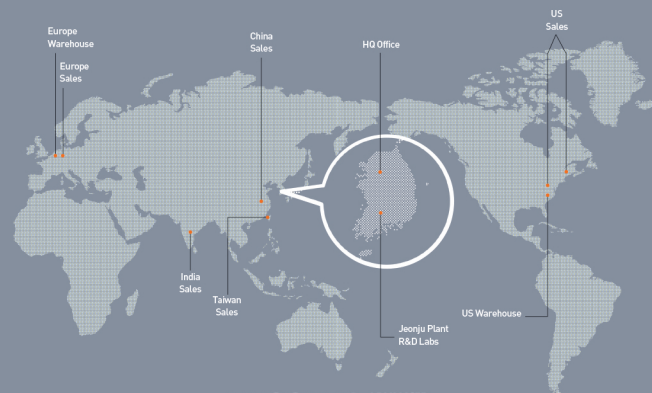 Europe
Warehouse
Europe
Sales
China
Sales
HQ Office
US
Sales
India
Sales
Taiwan
Sales
US Warehouse
Jeonju Plant
R&D Labs